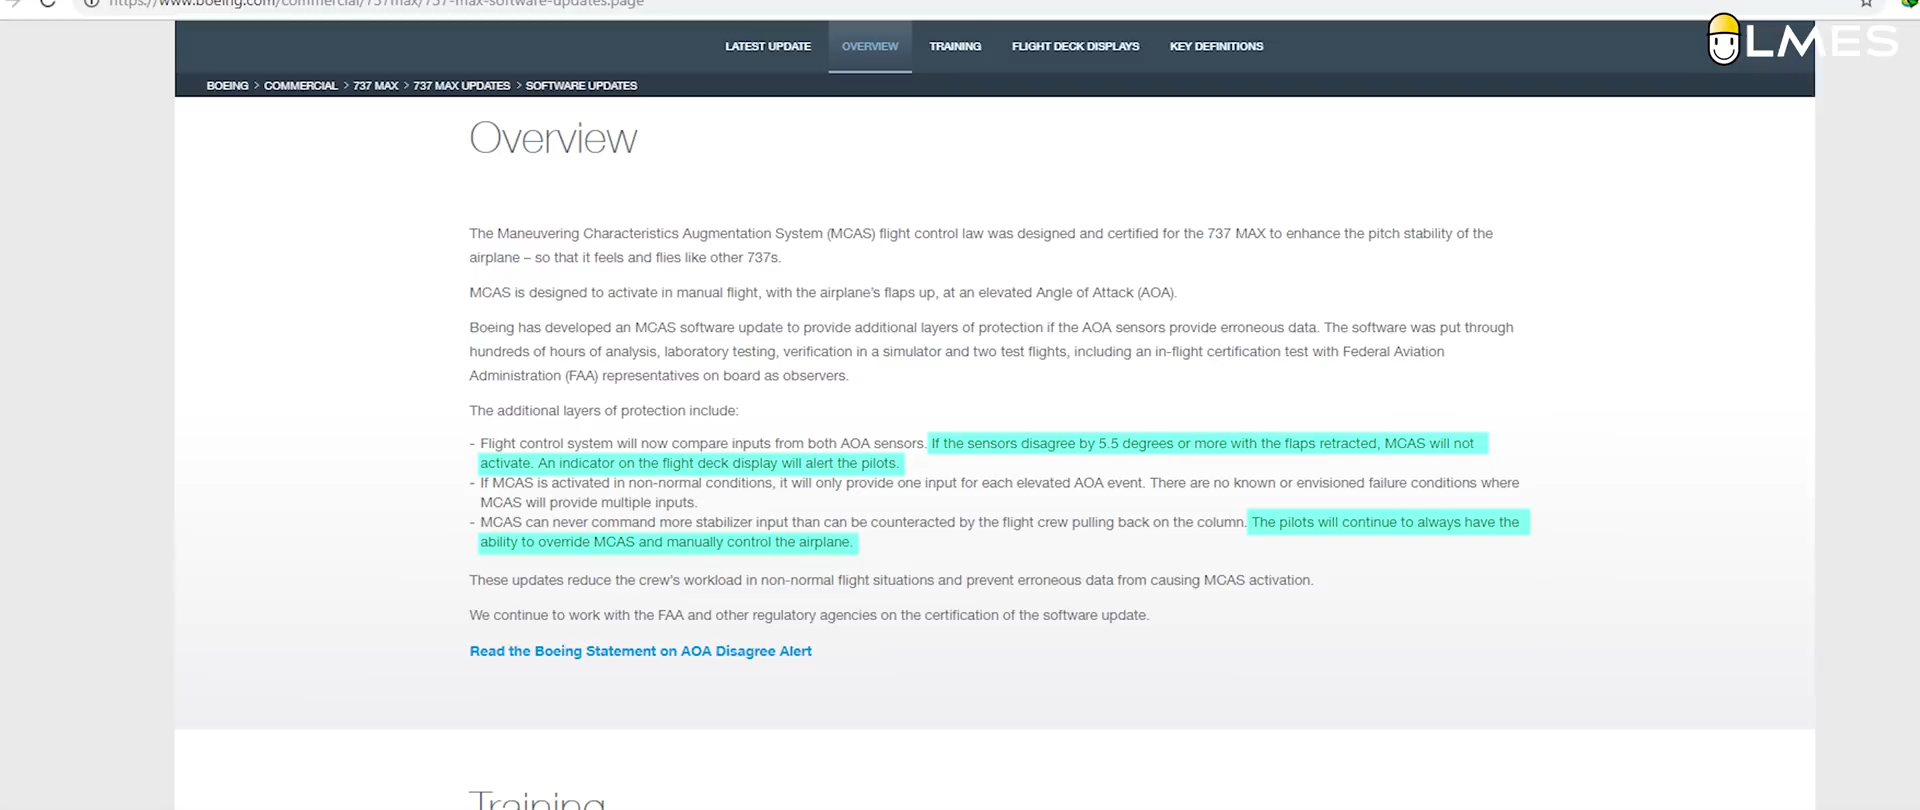 https://www.boeing.com/commercial/737max/737-max-software-updates.page
LMES
LATEST UPDATE OVERVIEW TRAINING FLIGHT DECK DISPLAYS KEY DEFINITIONS
BOEING > COMMERCIAL > 737 MAX > 737 MAX UPDATES > SOFTWARE UPDATES
Overview
The Maneuvering Characteristics Augmentation System (MCAS) flight control law was designed and certified for the 737 MAX to enhance the pitch stability of the
airplane – so that it feels and flies like other 737s.
MCAS is designed to activate in manual flight, with the airplane’s flaps up, at an elevated Angle of Attack (AOA).
Boeing has developed an MCAS software update to provide additional layers of protection if the AOA sensors provide erroneous data. The software was put through
hundreds of hours of analysis, laboratory testing, verification in a simulator and two test flights, including an in-flight certification test with Federal Aviation
Administration (FAA) representatives on board as observers.
The additional layers of protection include:
- Flight control system will now compare inputs from both AOA sensors. If the sensors disagree by 5.5 degrees or more with the flaps retracted, MCAS will not
activate. An indicator on the flight deck display will alert the pilots.
- If MCAS is activated in non-normal conditions, it will only provide one input for each elevated AOA event. There are no known or envisioned failure conditions where
MCAS will provide multiple inputs.
- MCAS can never command more stabilizer input than can be counteracted by the flight crew pulling back on the column. The pilots will continue to always have the
ability to override MCAS and manually control the airplane.
These updates reduce the crew’s workload in non-normal flight situations and prevent erroneous data from causing MCAS activation.
We continue to work with the FAA and other regulatory agencies on the certification of the software update.
Read the Boeing Statement on AOA Disagree Alert
Training